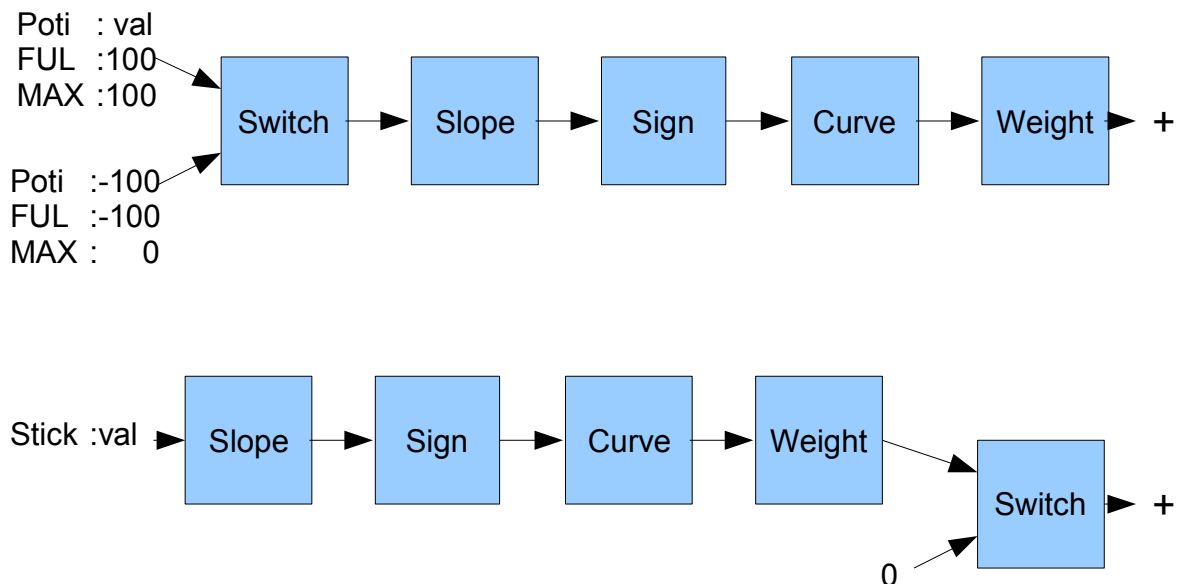 Poti : val
FUL :100
MAX :100
Switch Slope Sign Curve Weight +
Poti :-100
FUL :-100
MAX : 0
Stick :val Slope Sign Curve Weight
Switch +
0